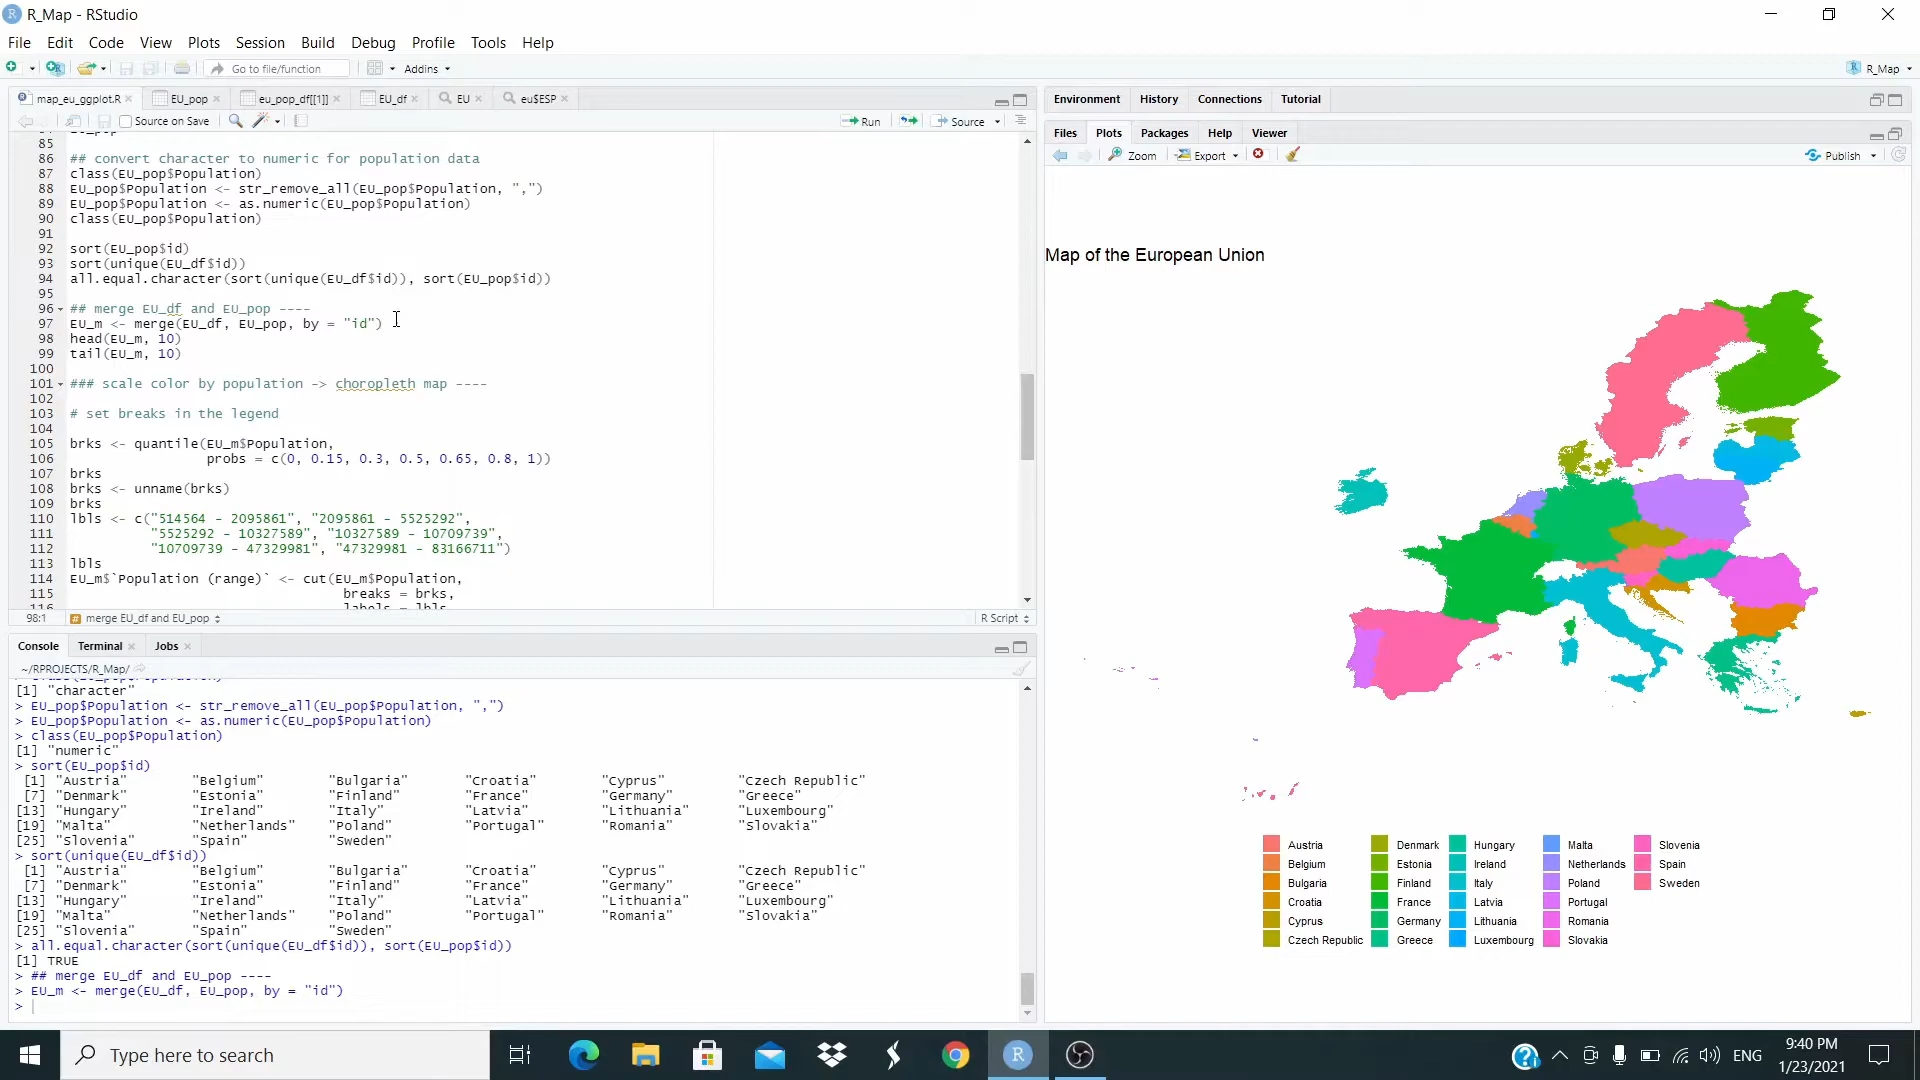 R_Map - RStudio
File Edit Code View Plots Session Build Debug Profile Tools Help
Go to file/function Addins R_Map
map_eu_ggplot.R EU_pop eu_pop_df[[1]] EU_df EU eu$ESP
Source on Save Run Source
85
86 ## convert character to numeric for population data
87 class(EU_pop$Population)
88 EU_pop$Population <- str_remove_all(EU_pop$Population, ",")
89 EU_pop$Population <- as.numeric(EU_pop$Population)
90 class(EU_pop$Population)
91
92 sort(EU_pop$id)
93 sort(unique(EU_df$id))
94 all.equal.character(sort(unique(EU_df$id)), sort(EU_pop$id))
95
96 ## merge EU_df and EU_pop ----
97 EU_m <- merge(EU_df, EU_pop, by = "id")
98 head(EU_m, 10)
99 tail(EU_m, 10)
100
101 ### scale color by population -> choropleth map ----
102
103 # set breaks in the legend
104
105 brks <- quantile(EU_m$Population,
106 probs = c(0, 0.15, 0.3, 0.5, 0.65, 0.8, 1))
107 brks
108 brks <- unname(brks)
109 brks
110 lbls <- c("514564 - 2095861", "2095861 - 5525292",
111 "5525292 - 10327589", "10327589 - 10709739",
112 "10709739 - 47329981", "47329981 - 83166711")
113 lbls
114 EU_m$`Population (range)` <- cut(EU_m$Population,
115 breaks = brks,
116 labels = lbls
98:1 merge EU_df and EU_pop R Script
Console Terminal Jobs
~/RPROJECTS/R_Map/
[1] "character"
> EU_pop$Population <- str_remove_all(EU_pop$Population, ",")
> EU_pop$Population <- as.numeric(EU_pop$Population)
> class(EU_pop$Population)
[1] "numeric"
> sort(EU_pop$id)
[1] "Austria" "Belgium" "Bulgaria" "Croatia" "Cyprus" "Czech Republic"
[7] "Denmark" "Estonia" "Finland" "France" "Germany" "Greece"
[13] "Hungary" "Ireland" "Italy" "Latvia" "Lithuania" "Luxembourg"
[19] "Malta" "Netherlands" "Poland" "Portugal" "Romania" "Slovakia"
[25] "Slovenia" "Spain" "Sweden"
> sort(unique(EU_df$id))
[1] "Austria" "Belgium" "Bulgaria" "Croatia" "Cyprus" "Czech Republic"
[7] "Denmark" "Estonia" "Finland" "France" "Germany" "Greece"
[13] "Hungary" "Ireland" "Italy" "Latvia" "Lithuania" "Luxembourg"
[19] "Malta" "Netherlands" "Poland" "Portugal" "Romania" "Slovakia"
[25] "Slovenia" "Spain" "Sweden"
> all.equal.character(sort(unique(EU_df$id)), sort(EU_pop$id))
[1] TRUE
> ## merge EU_df and EU_pop ----
> EU_m <- merge(EU_df, EU_pop, by = "id")
>
Environment History Connections Tutorial
Files Plots Packages Help Viewer
Zoom Export Publish
Map of the European Union
Austria Denmark Hungary Malta Slovenia
Belgium Estonia Ireland Netherlands Spain
Bulgaria Finland Italy Poland Sweden
Croatia France Latvia Portugal
Cyprus Germany Lithuania Romania
Czech Republic Greece Luxembourg Slovakia
Type here to search
ENG
9:40 PM
1/23/2021